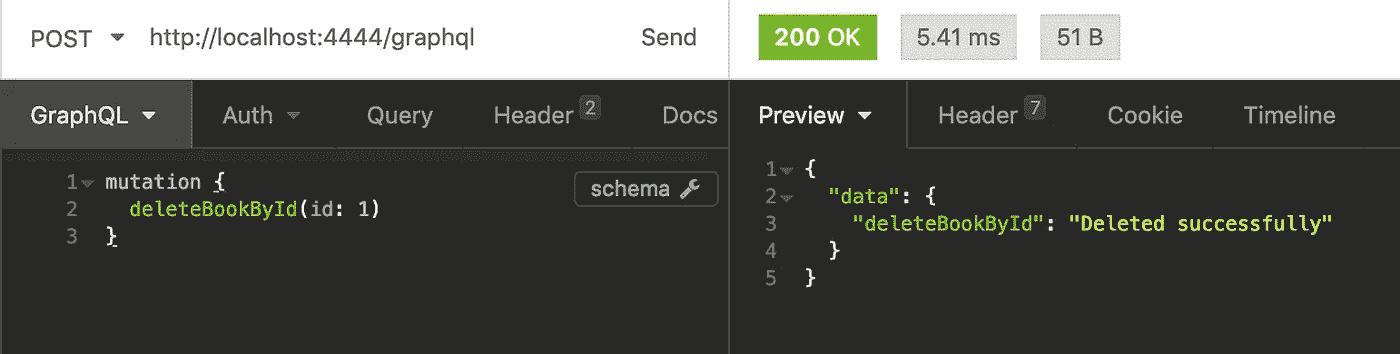 POST http://localhost:4444/graphql Send 200 OK 5.41 ms 51 B
GraphQL Auth Query Header 2 Docs Preview Header 7 Cookie Timeline
schema
1 mutation {
2 deleteBookById(id: 1)
3 }
1 {
2 "data": {
3 "deleteBookById": "Deleted successfully"
4 }
5 }